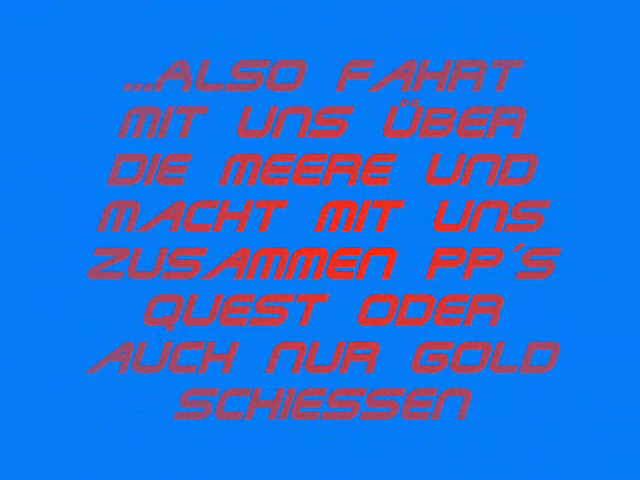 ...ALSO FAHRT
MIT UNS ÜBER
DIE MEERE UND
MACHT MIT UNS
ZUSAMMEN PP´S
QUEST ODER
AUCH NUR GOLD
SCHIESSEN